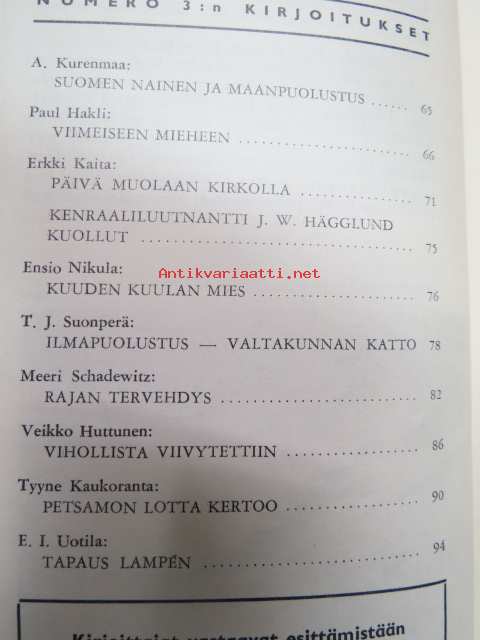 NUMERO 3:n KIRJOITUKSET
A. Kurenmaa:
SUOMEN NAINEN JA MAANPUOLUSTUS ...... 65
Paul Hakli:
VIIMEISEEN MIEHEEN ........................ 66
Erkki Kaita:
PÄIVÄ MUOLAAN KIRKOLLA .................. 71
KENRAALILUUTNANTTI J. W. HÄGGLUND
KUOLLUT .................................... 75
Antikvariaatti.net
Ensio Nikula:
KUUDEN KUULAN MIES ...................... 76
T. J. Suonperä:
ILMAPUOLUSTUS — VALTAKUNNAN KATTO 78
Meeri Schadewitz:
RAJAN TERVEHDYS .......................... 82
Veikko Huttunen:
VIHOLLISTA VIIVYTETTIIN .................. 86
Tyyne Kaukoranta:
PETSAMON LOTTA KERTOO .................. 90
E. I. Uotila:
TAPAUS LAMPÉN ............................ 94
Kirjoittajat vastaavat esittämistään